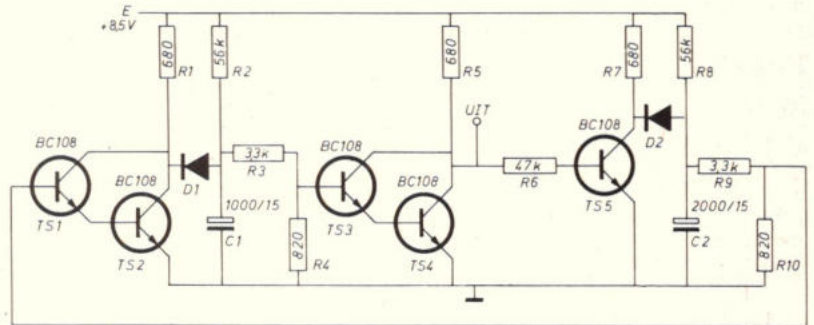 E
+8,5V
680
R1
56k
R2
680
R5
680
R7
56k
R8
UIT
BC108
TS1
BC108
TS2
D1
3,3k
R3
1000/15
C1
820
R4
BC108
TS3
BC108
TS4
47k
R6
BC108
TS5
D2
3,3k
R9
2000/15
C2
820
R10